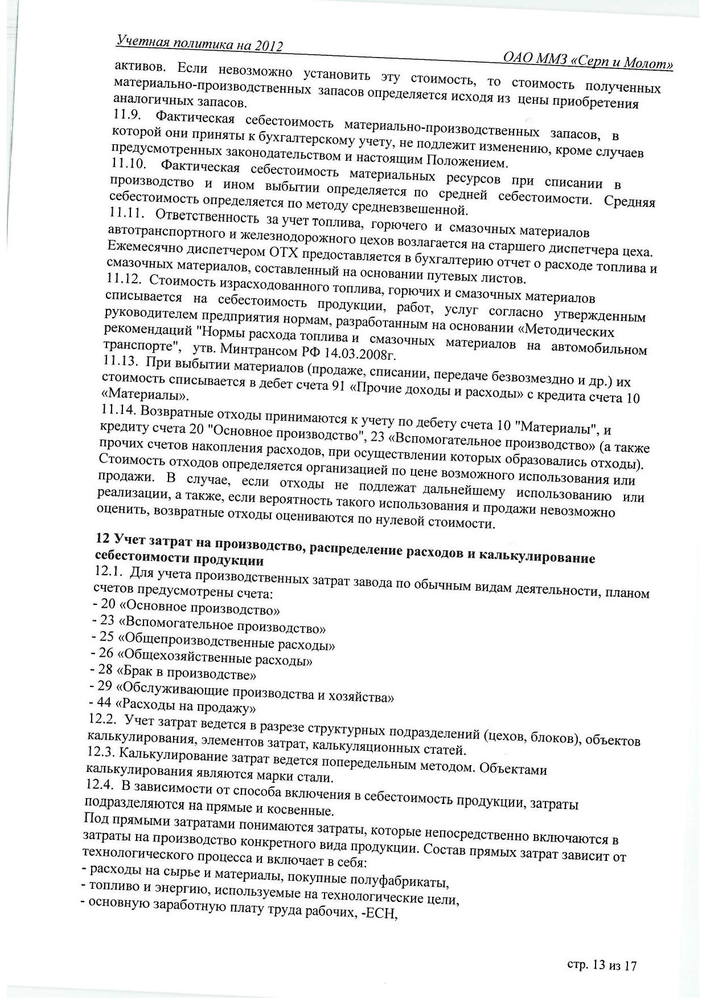 Учетная политика на 2012
ОАО ММЗ «Серп и Молот»
активов. Если невозможно установить эту стоимость, то стоимость полученных
материально-производственных запасов определяется исходя из цены приобретения
аналогичных запасов.
11.9. Фактическая себестоимость материально-производственных запасов, в
которой они приняты к бухгалтерскому учету, не подлежит изменению, кроме случаев
предусмотренных законодательством и настоящим Положением.
11.10. Фактическая себестоимость материальных ресурсов при списании в
производство и ином выбытии определяется по средней себестоимости. Средняя
себестоимость определяется по методу средневзвешенной.
11.11. Ответственность за учет топлива, горючего и смазочных материалов
автотранспортного и железнодорожного цехов возлагается на старшего диспетчера цеха.
Ежемесячно диспетчером ОТХ предоставляется в бухгалтерию отчет о расходе топлива и
смазочных материалов, составленный на основании путевых листов.
11.12. Стоимость израсходованного топлива, горючих и смазочных материалов
списывается на себестоимость продукции, работ, услуг согласно утвержденным
руководителем предприятия нормам, разработанным на основании «Методических
рекомендаций "Нормы расхода топлива и смазочных материалов на автомобильном
транспорте", утв. Минтрансом РФ 14.03.2008г.
11.13. При выбытии материалов (продаже, списании, передаче безвозмездно и др.) их
стоимость списывается в дебет счета 91 «Прочие доходы и расходы» с кредита счета 10
«Материалы».
11.14. Возвратные отходы принимаются к учету по дебету счета 10 "Материалы", и
кредиту счета 20 "Основное производство", 23 «Вспомогательное производство» (а также
прочих счетов накопления расходов, при осуществлении которых образовались отходы).
Стоимость отходов определяется организацией по цене возможного использования или
продажи. В случае, если отходы не подлежат дальнейшему использованию или
реализации, а также, если вероятность такого использования и продажи невозможно
оценить, возвратные отходы оцениваются по нулевой стоимости.
12 Учет затрат на производство, распределение расходов и калькулирование
себестоимости продукции
12.1. Для учета производственных затрат завода по обычным видам деятельности, планом
счетов предусмотрены счета:
- 20 «Основное производство»
- 23 «Вспомогательное производство»
- 25 «Общепроизводственные расходы»
- 26 «Общехозяйственные расходы»
- 28 «Брак в производстве»
- 29 «Обслуживающие производства и хозяйства»
- 44 «Расходы на продажу»
12.2. Учет затрат ведется в разрезе структурных подразделений (цехов, блоков), объектов
калькулирования, элементов затрат, калькуляционных статей.
12.3. Калькулирование затрат ведется попередельным методом. Объектами
калькулирования являются марки стали.
12.4. В зависимости от способа включения в себестоимость продукции, затраты
подразделяются на прямые и косвенные.
Под прямыми затратами понимаются затраты, которые непосредственно включаются в
затраты на производство конкретного вида продукции. Состав прямых затрат зависит от
технологического процесса и включает в себя:
- расходы на сырье и материалы, покупные полуфабрикаты,
- топливо и энергию, используемые на технологические цели,
- основную заработную плату труда рабочих, -ЕСН,
стр. 13 из 17